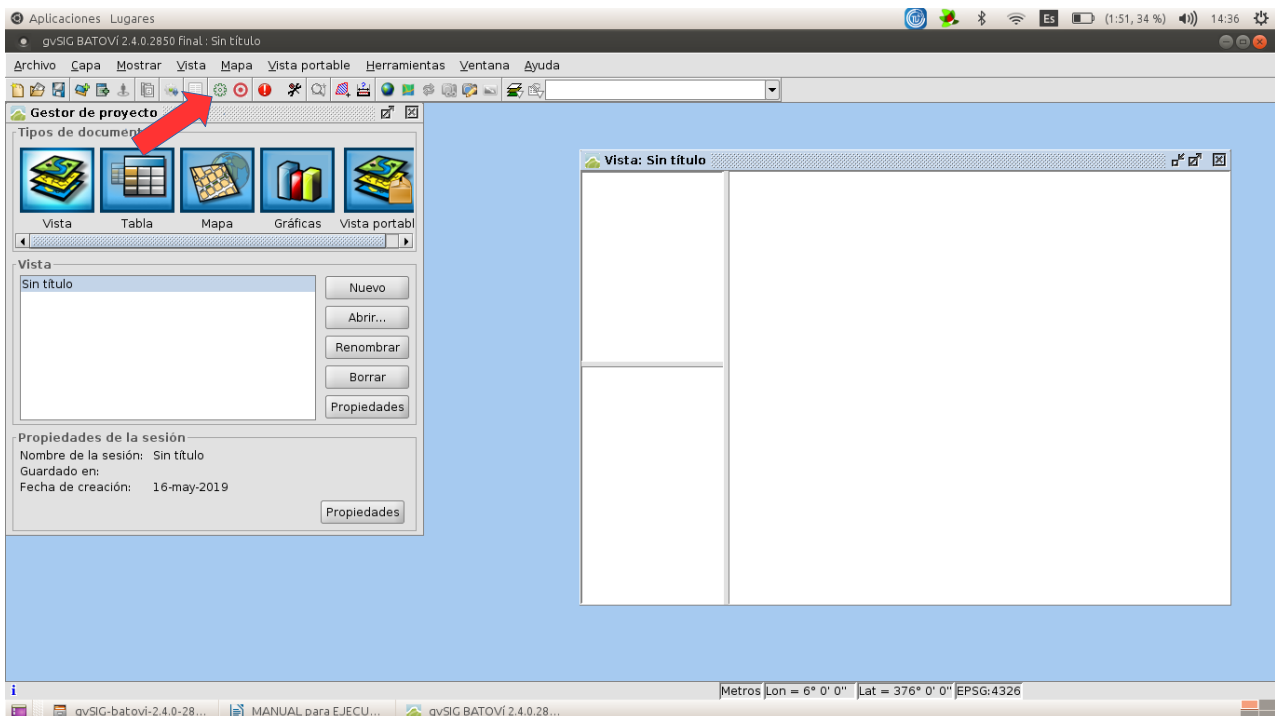 Aplicaciones Lugares
Es (1:51, 34 %) 14:36
gvSIG BATOVí 2.4.0.2850 final : Sin título
Archivo Capa Mostrar Vista Mapa Vista portable Herramientas Ventana Ayuda
Gestor de proyecto
Tipos de document
Vista Tabla Mapa Gráficas Vista portabl
Vista
Sin título
Nuevo
Abrir...
Renombrar
Borrar
Propiedades
Propiedades de la sesión
Nombre de la sesión: Sin título
Guardado en:
Fecha de creación: 16-may-2019
Propiedades
Vista: Sin título
Metros Lon = 6° 0' 0" Lat = 376° 0' 0" EPSG:4326
gvSIG-batovi-2.4.0-28... MANUAL para EJECU... gvSIG BATOVí 2.4.0.28...